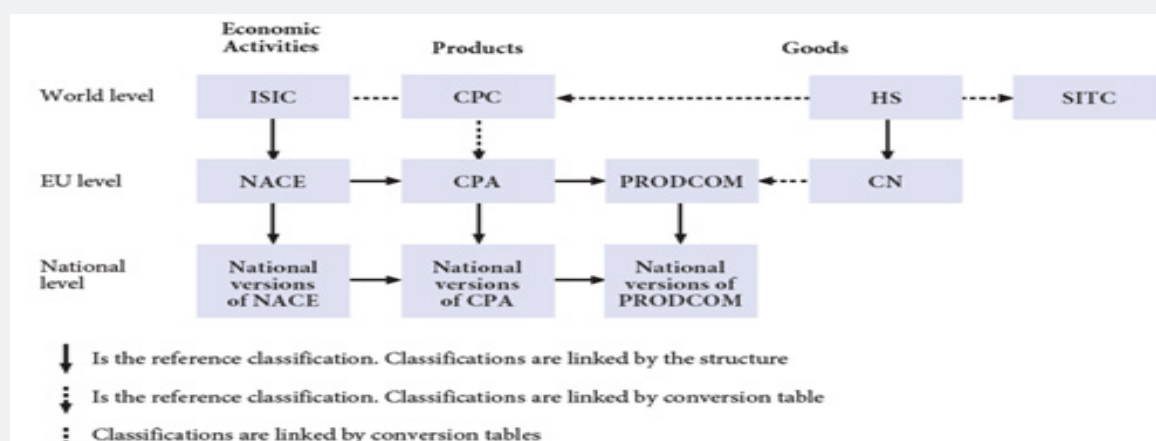 Economic
Activities
Products
Goods
World level
ISIC
CPC
HS
SITC
EU level
NACE
CPA
PRODCOM
CN
National
level
National
versions
of NACE
National
versions
of CPA
National
versions of
PRODCOM
Is the reference classification. Classifications are linked by the structure
Is the reference classification. Classifications are linked by conversion table
Classifications are linked by conversion tables